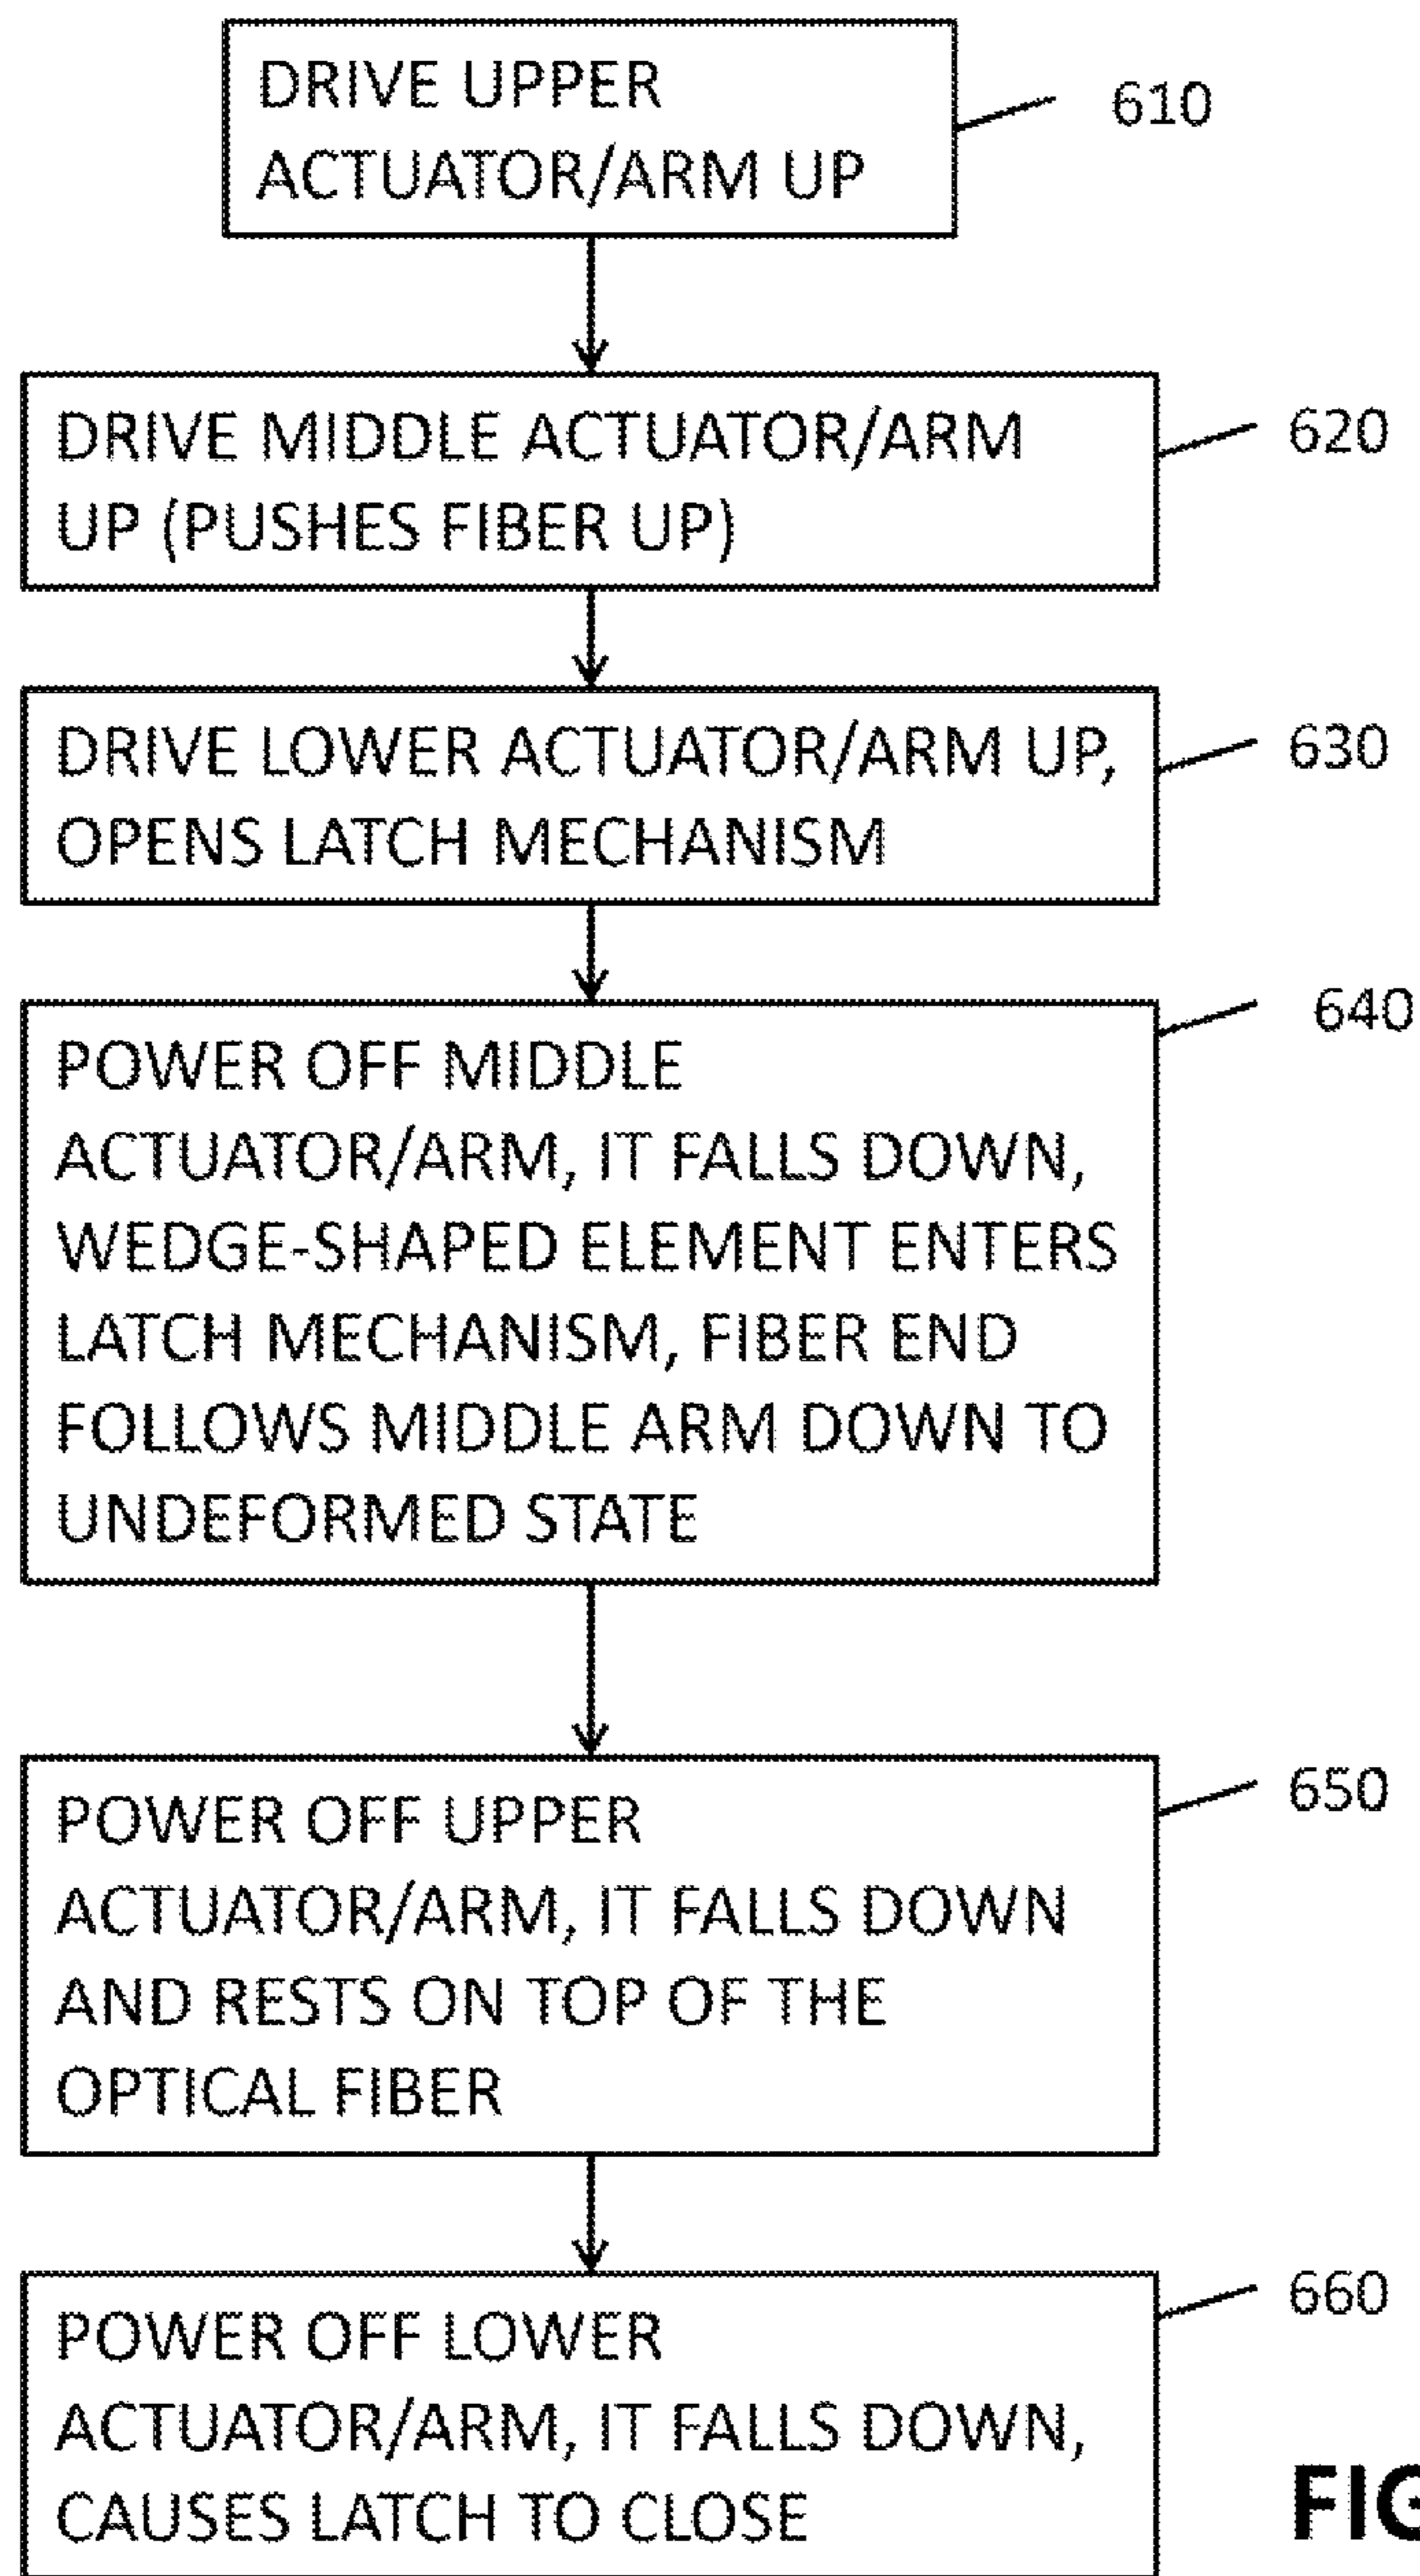 DRIVE UPPER
ACTUATOR/ARM UP
610
DRIVE MIDDLE ACTUATOR/ARM
UP (PUSHES FIBER UP)
620
DRIVE LOWER ACTUATOR/ARM UP,
OPENS LATCH MECHANISM
630
POWER OFF MIDDLE
ACTUATOR/ARM, IT FALLS DOWN,
WEDGE-SHAPED ELEMENT ENTERS
LATCH MECHANISM, FIBER END
FOLLOWS MIDDLE ARM DOWN TO
UNDEFORMED STATE
640
POWER OFF UPPER
ACTUATOR/ARM, IT FALLS DOWN
AND RESTS ON TOP OF THE
OPTICAL FIBER
650
POWER OFF LOWER
ACTUATOR/ARM, IT FALLS DOWN,
CAUSES LATCH TO CLOSE
660
FIG